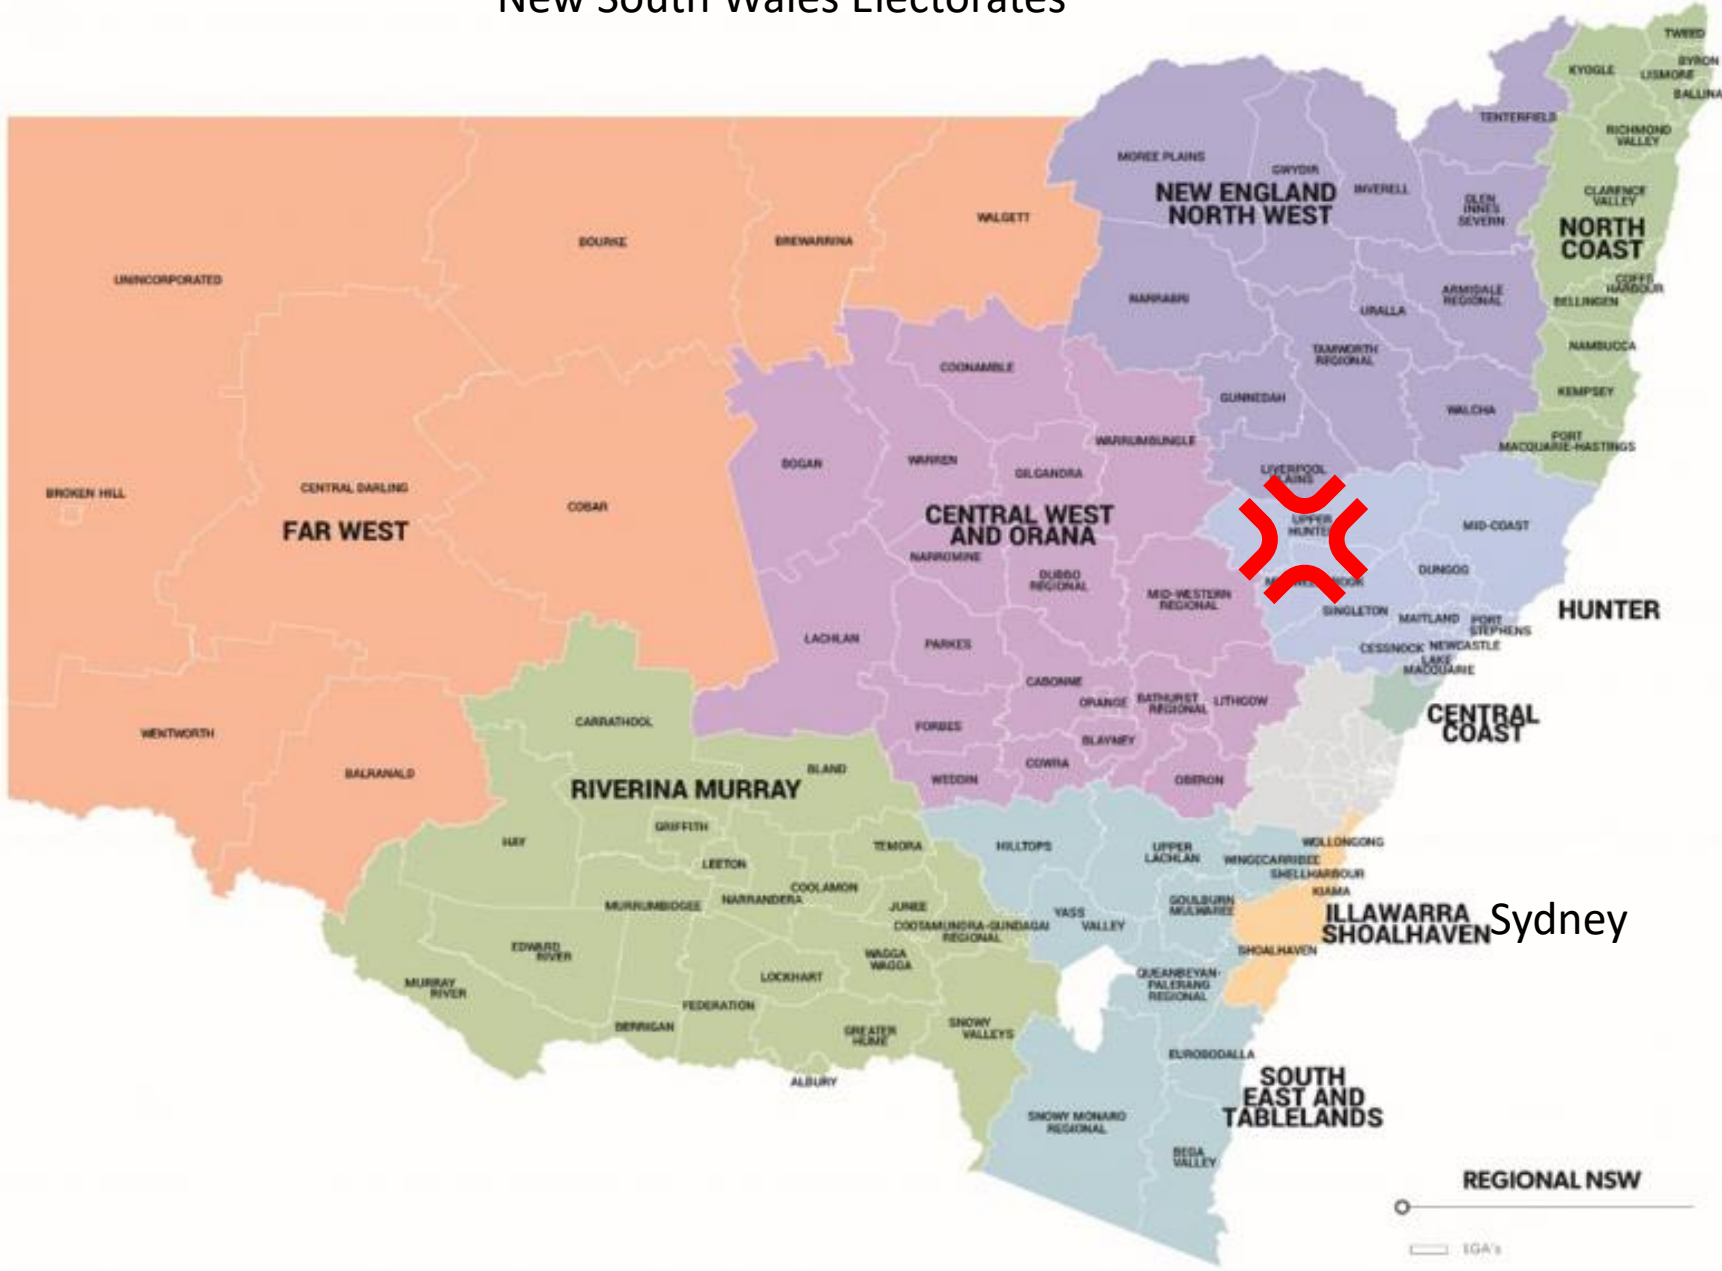 New South Wales Electorates
TWEED
KYOGLE
BYRON
LISMORE
BALLINA
TENTERFIELD
RICHMOND
VALLEY
MOREE PLAINS
GWYDIR
INVERELL
NEW ENGLAND
NORTH WEST
GLEN
INNES
SEVERN
CLARENCE
VALLEY
NORTH
COAST
WALGETT
BOURKE
BREWARRINA
UNINCORPORATED
COFFS
HARBOUR
BELLINGEN
NARRABRI
ARMIDALE
REGIONAL
URALLA
NAMBUCCA
TAMWORTH
REGIONAL
COONAMBLE
KEMPSEY
GUNNEDAH
WALCHA
PORT
MACQUARIE-HASTINGS
WARRUMBUNGLE
BOGAN
WARREN
GILGANDRA
LIVERPOOL
PLAINS
BROKEN HILL
CENTRAL DARLING
COBAR
FAR WEST
CENTRAL WEST
AND ORANA
UPPER
HUNTER
MID-COAST
NARROMINE
DUBBO
REGIONAL
DUNGOG
MID-WESTERN
REGIONAL
SINGLETON
HUNTER
MAITLAND
PORT
STEPHENS
LACHLAN
PARKES
CESSNOCK
NEWCASTLE
LAKE
MACQUARIE
CABONNE
ORANGE
BATHURST
REGIONAL
LITHGOW
CENTRAL
COAST
CARRATHOOL
FORBES
WENTWORTH
BLAYNEY
COWRA
BALRANALD
BLAND
WEDDIN
OBERON
RIVERINA MURRAY
GRIFFITH
HAY
TEMORA
HILLTOPS
UPPER
LACHLAN
WOLLONGONG
WINGECARRIBEE
LEETON
SHELLHARBOUR
COOLAMON
KIAMA
NARRANDERA
MURRUMBIDGEE
JUNEE
GOULBURN
MULWAREE
YASS
VALLEY
COOTAMUNDRA-GUNDAGAI
REGIONAL
ILLAWARRA
SHOALHAVEN
Sydney
EDWARD
RIVER
WAGGA
WAGGA
SHOALHAVEN
LOCKHART
QUEANBEYAN-
PALERANG
REGIONAL
MURRAY
RIVER
FEDERATION
BERRIGAN
GREATER
HUME
SNOWY
VALLEYS
EUROBODALLA
ALBURY
SOUTH
EAST AND
TABLELANDS
SNOWY MONARO
REGIONAL
BEGA
VALLEY
REGIONAL NSW
LGA's